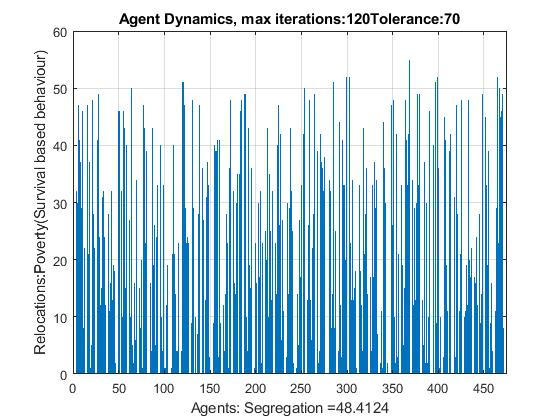 Agent Dynamics, max iterations:120Tolerance:70
Relocations:Poverty(Survival based behaviour)
60
50
40
30
20
10
0
0 50 100 150 200 250 300 350 400 450
Agents: Segregation =48.4124